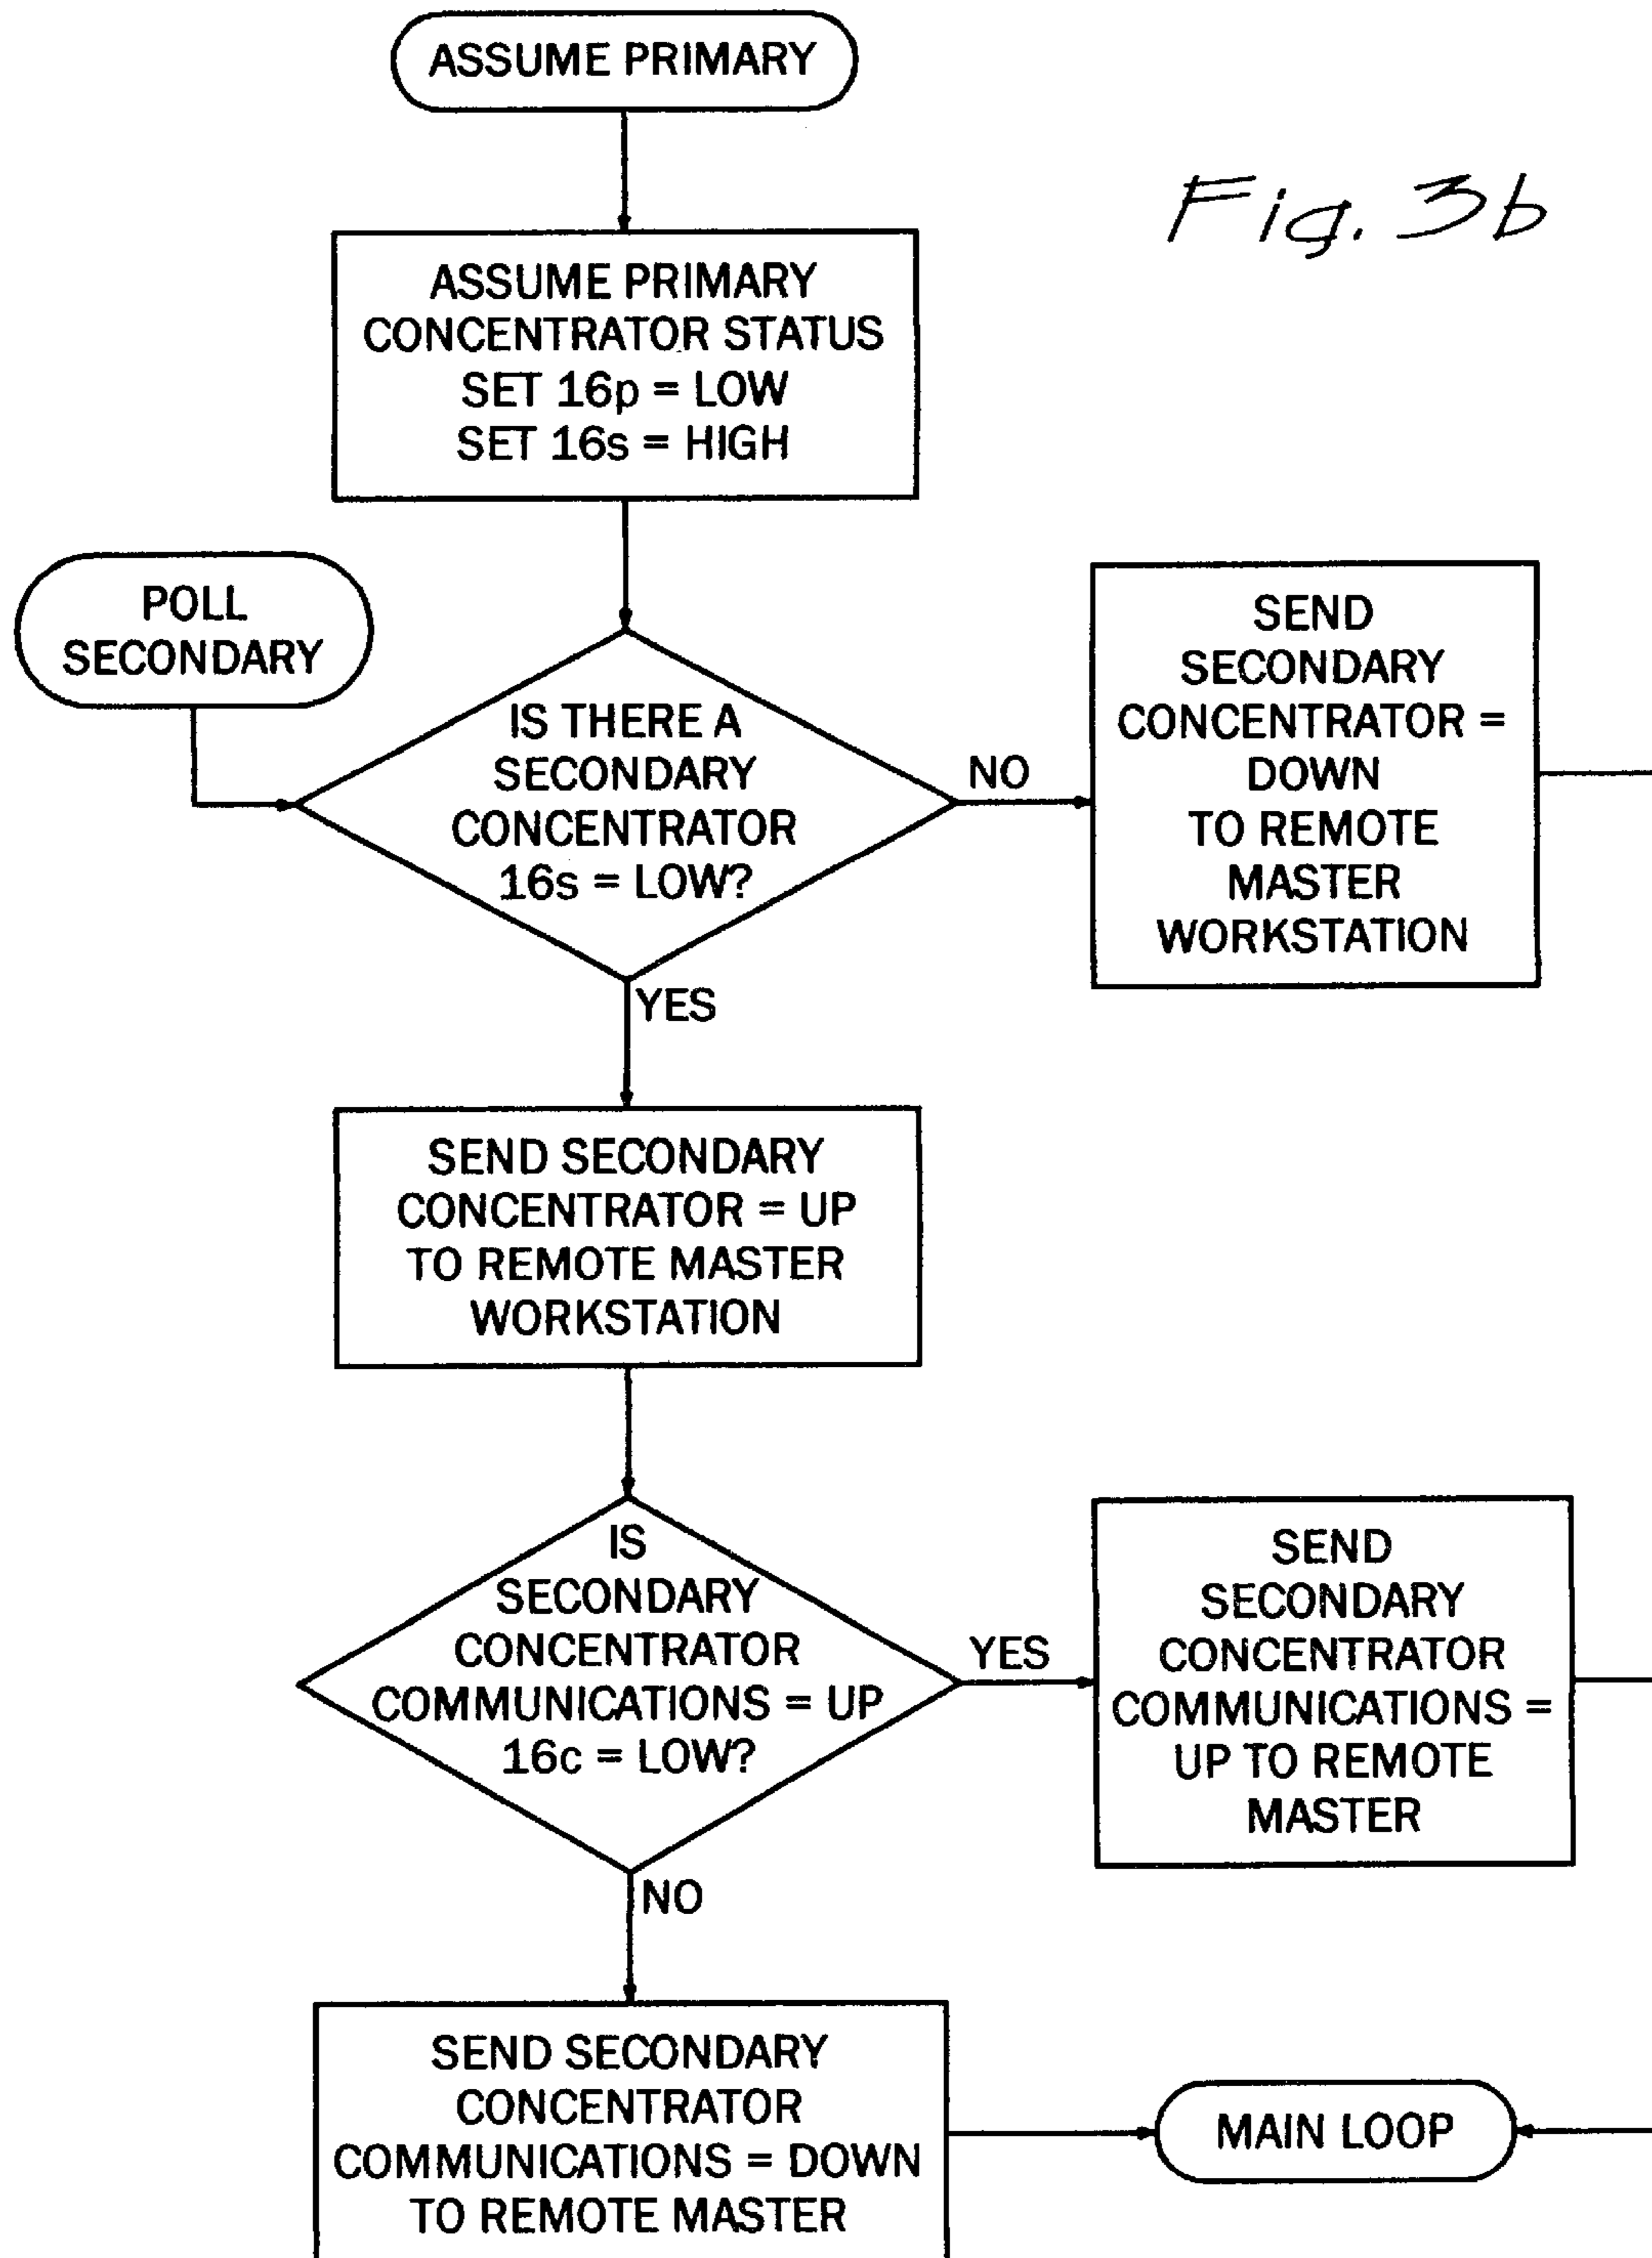 ASSUME PRIMARY
Fig. 3b
ASSUME PRIMARY
CONCENTRATOR STATUS
SET 16p = LOW
SET 16s = HIGH
POLL
SECONDARY
IS THERE A
SECONDARY
CONCENTRATOR
16s = LOW?
NO
SEND
SECONDARY
CONCENTRATOR =
DOWN
TO REMOTE
MASTER
WORKSTATION
YES
SEND SECONDARY
CONCENTRATOR = UP
TO REMOTE MASTER
WORKSTATION
IS
SECONDARY
CONCENTRATOR
COMMUNICATIONS = UP
16c = LOW?
YES
SEND
SECONDARY
CONCENTRATOR
COMMUNICATIONS =
UP TO REMOTE
MASTER
NO
SEND SECONDARY
CONCENTRATOR
COMMUNICATIONS = DOWN
TO REMOTE MASTER
MAIN LOOP